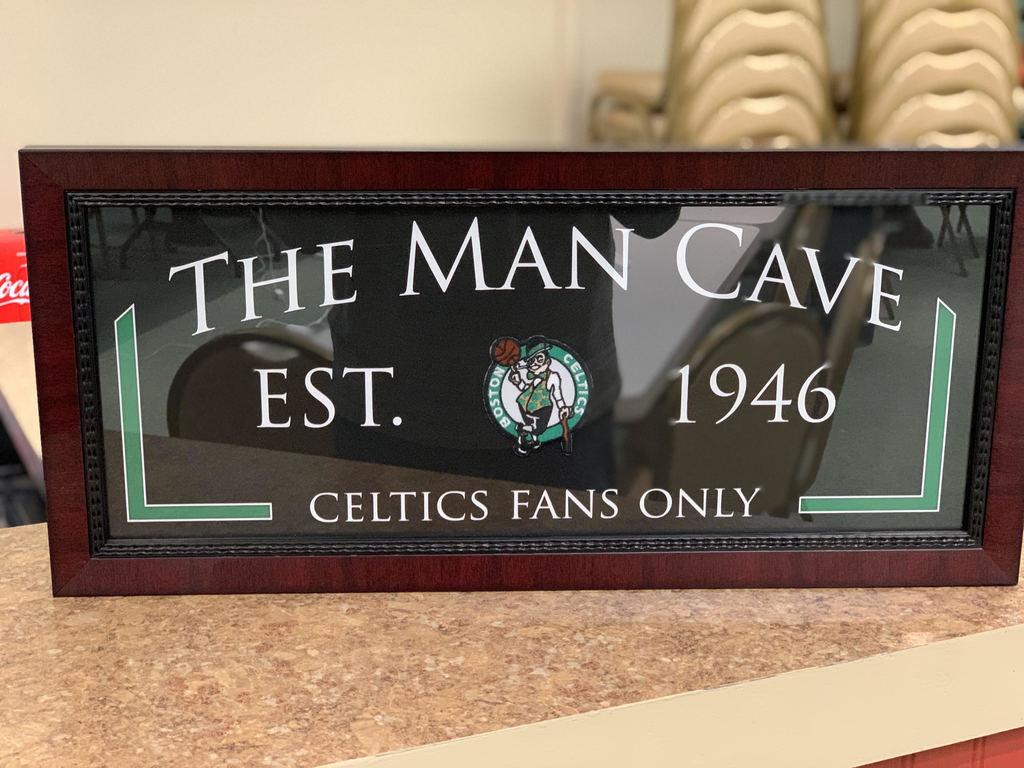 THE MAN CAVE
EST.
BOSTON CELTICS
1946
CELTICS FANS ONLY